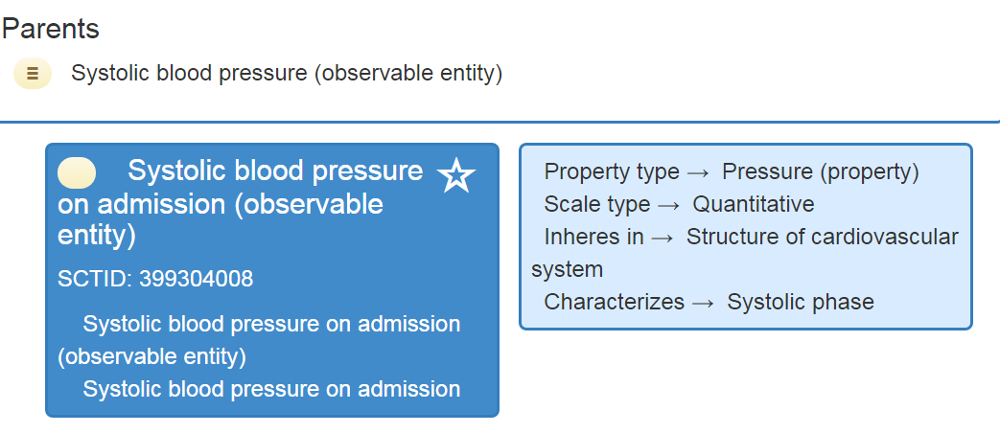 Parents
Systolic blood pressure (observable entity)
Systolic blood pressure
on admission (observable
entity)
SCTID: 399304008
Systolic blood pressure on admission
(observable entity)
Systolic blood pressure on admission
Property type → Pressure (property)
Scale type → Quantitative
Inheres in → Structure of cardiovascular
system
Characterizes → Systolic phase